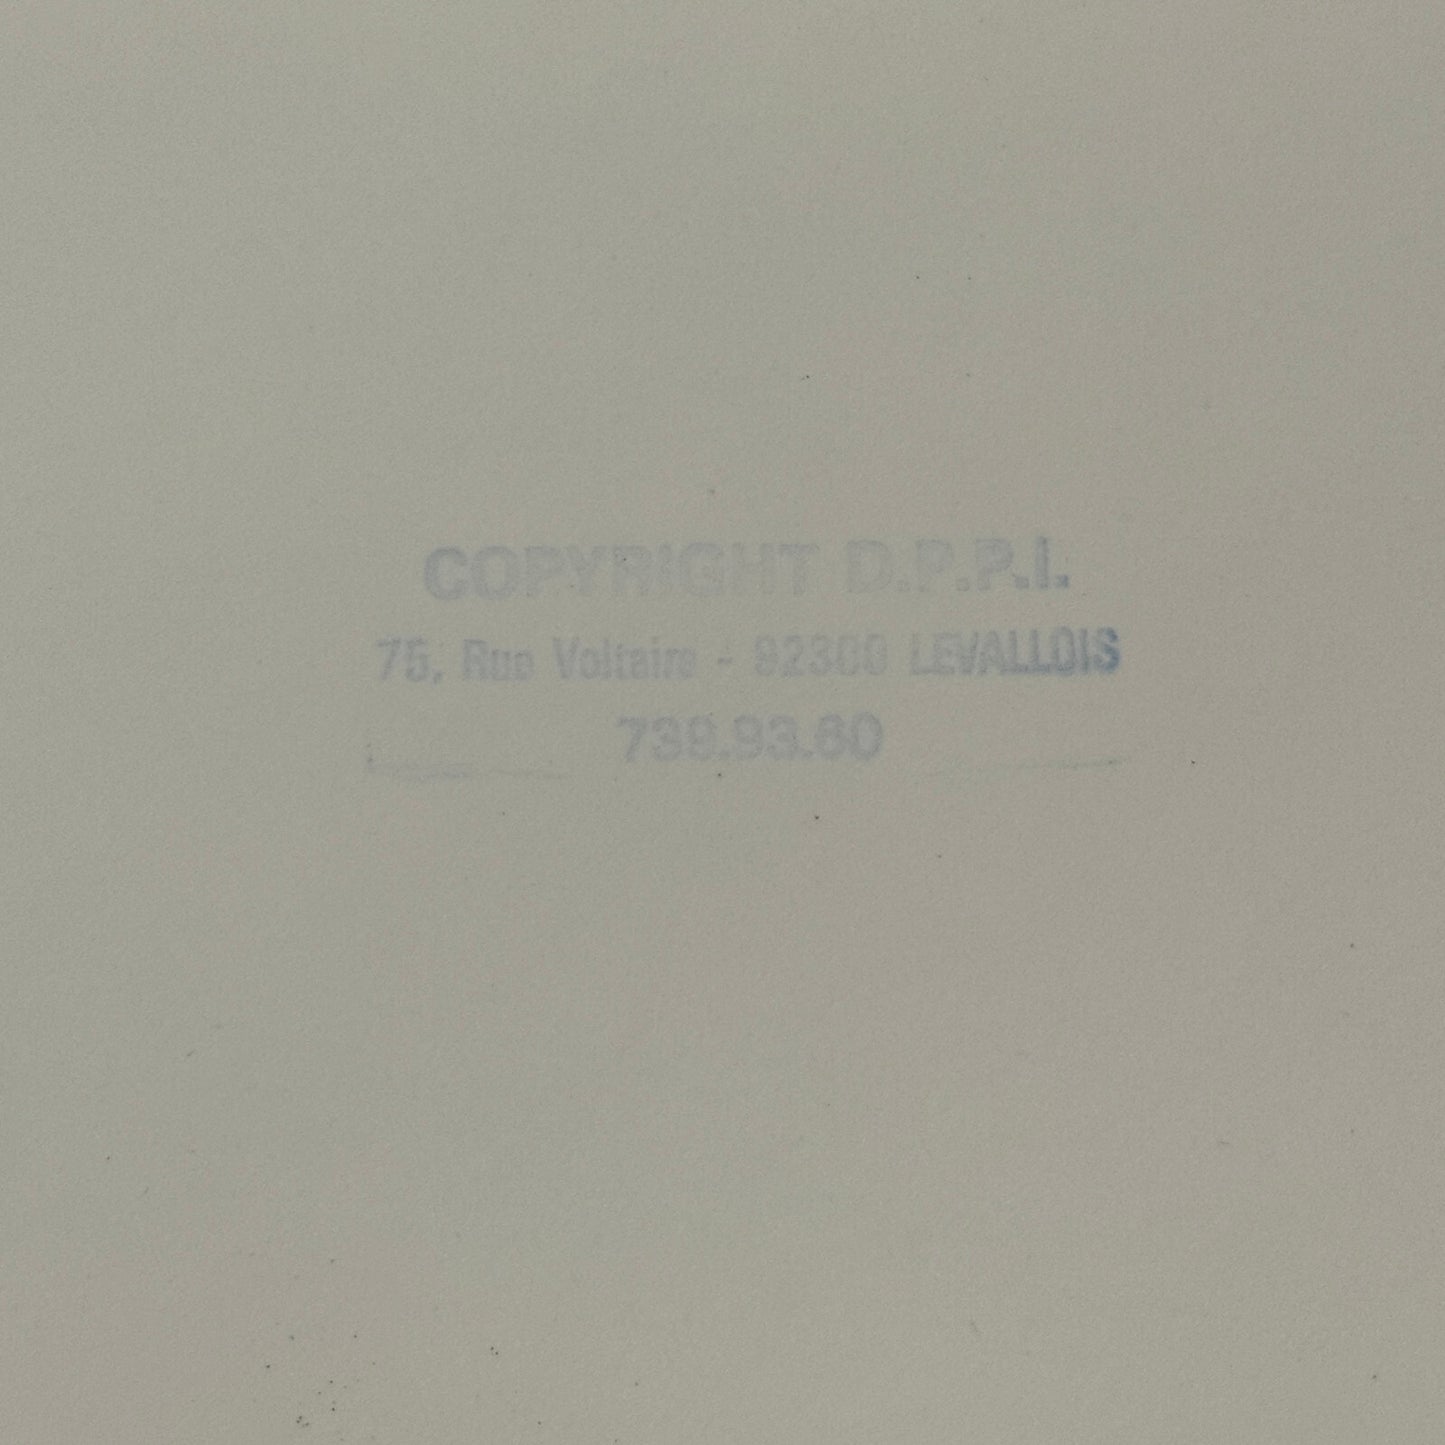 COPYRIGHT D.P.P.I.
75, Rue Voltaire - 92300 LEVALLOIS
739.93.60